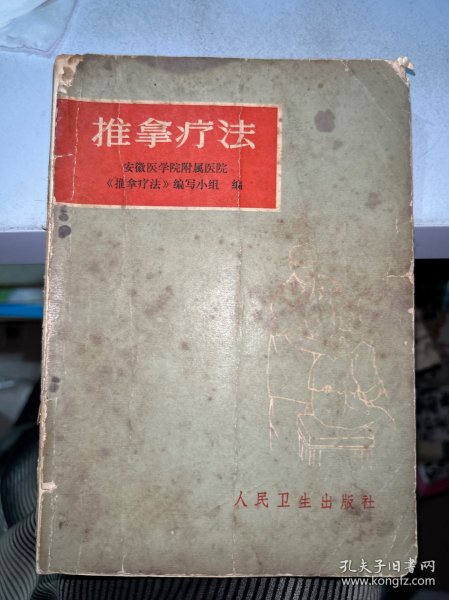 推拿疗法
安徽医学院附属医院
《推拿疗法》编写小组 编
人民卫生出版社
孔夫子旧书网
www.kongfz.com